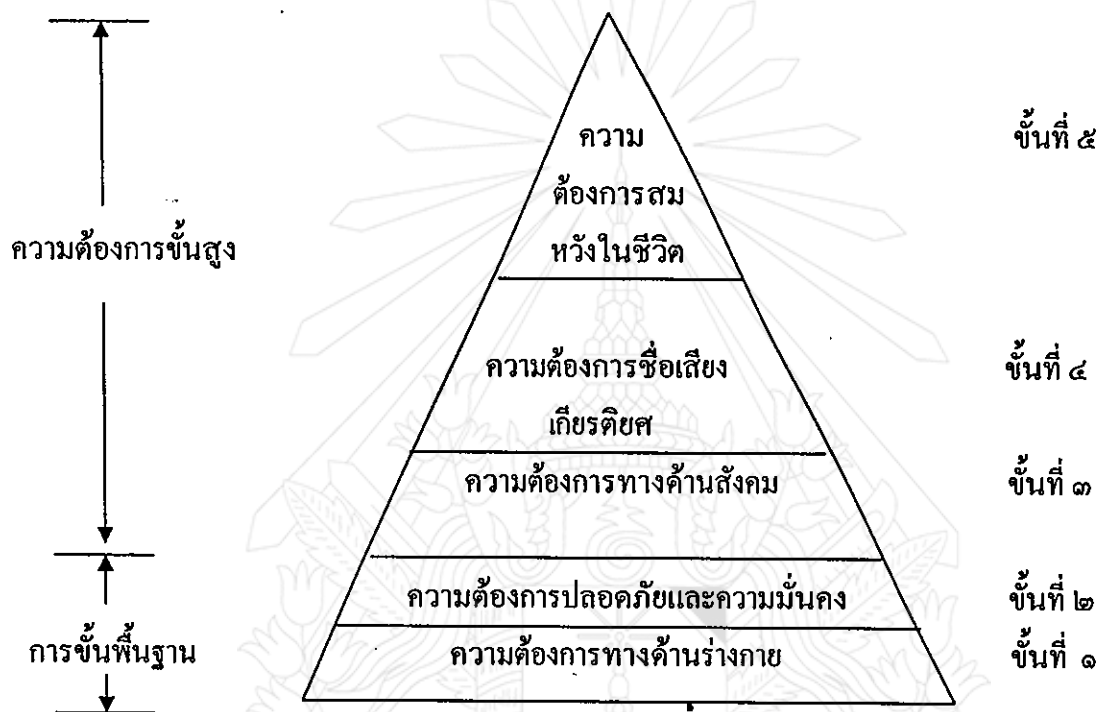 ความ
ขั้นที่ ๕
ต้องการสม
หวังในชีวิต
ความต้องการขั้นสูง
ความต้องการชื่อเสียง
ขั้นที่ ๔
เกียรติยศ
ความต้องการทางด้านสังคม
ขั้นที่ ๓
ความต้องการปลอดภัยและความมั่นคง
ขั้นที่ ๒
การขั้นพื้นฐาน
ความต้องการทางด้านร่างกาย
ขั้นที่ ๑